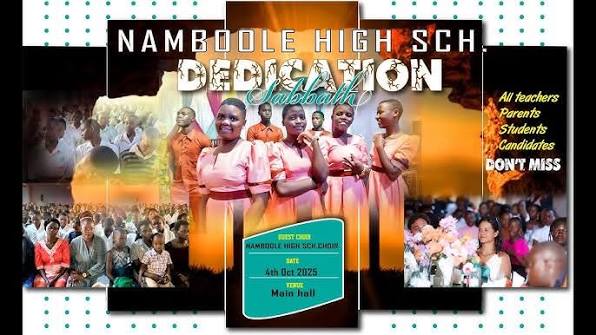 NAMBOOLE HIGH SCH.
DEDICATION
Sabbath
All teachers
Parents
Students
Candidates
DON'T MISS
GUEST CHOIR
NAMBOOLE HIGH SCH.CHOIR
DATE
4th Oct 2025
VENUE
Main hall